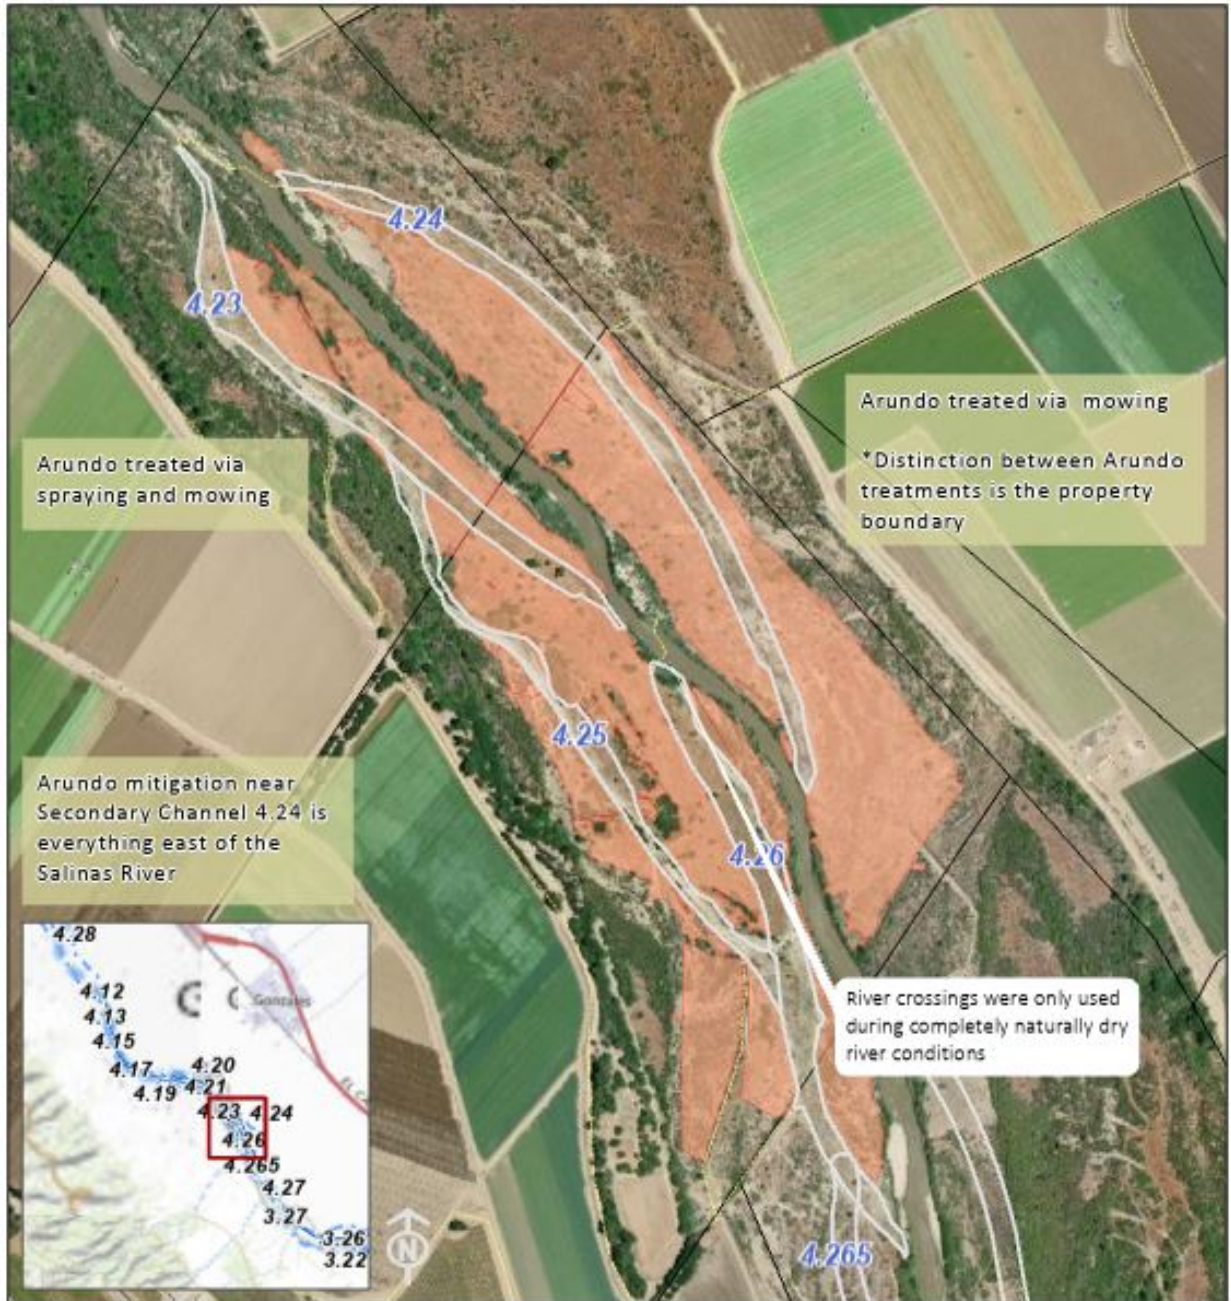 4.24
4.23
Arundo treated via mowing
*Distinction between Arundo
treatments is the property
boundary
Arundo treated via
spraying and mowing
4.25
Arundo mitigation near
Secondary Channel 4.24 is
everything east of the
Salinas River
4.26
River crossings were only used
during completely naturally dry
river conditions
4.265
4.28
4.12
4.13
4.15
4.17
4.19
4.20
4.21
4.23
4.24
4.26
4.265
4.27
3.27
3.26
3.22
Gonzales
N